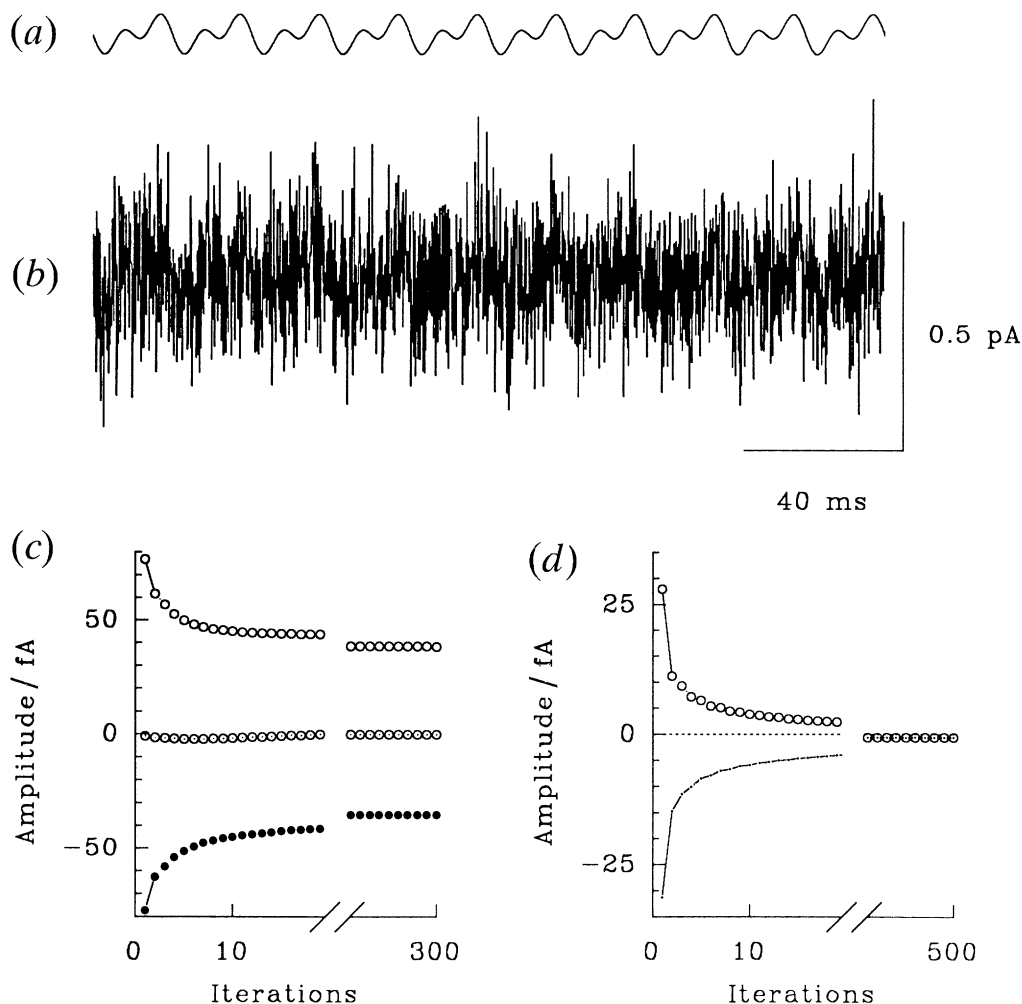 (a)
(b)
0.5 pA
40 ms
(c)
50
0
−50
Amplitude/fA
0 10 300
Iterations
(d)
25
0
−25
Amplitude/fA
0 10 500
Iterations